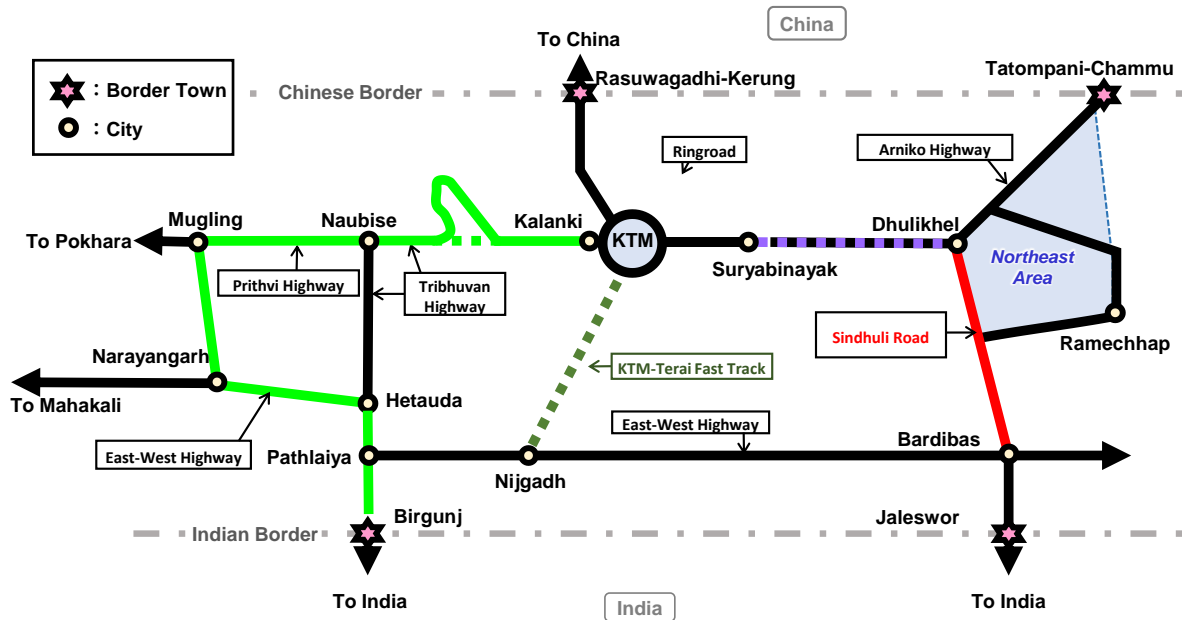 China
To China
Rasuwagadhi-Kerung
Tatompani-Chammu
: Border Town
: City
Chinese Border
Ringroad
Arniko Highway
Mugling
Naubise
Kalanki
KTM
Dhulikhel
To Pokhara
Suryabinayak
Northeast
Area
Prithvi Highway
Tribhuvan
Highway
Sindhuli Road
Ramechhap
Narayangarh
KTM-Terai Fast Track
To Mahakali
Hetauda
East-West Highway
East-West Highway
Pathlaiya
Bardibas
Nijgadh
Birgunj
Jaleswor
Indian Border
To India
India
To India